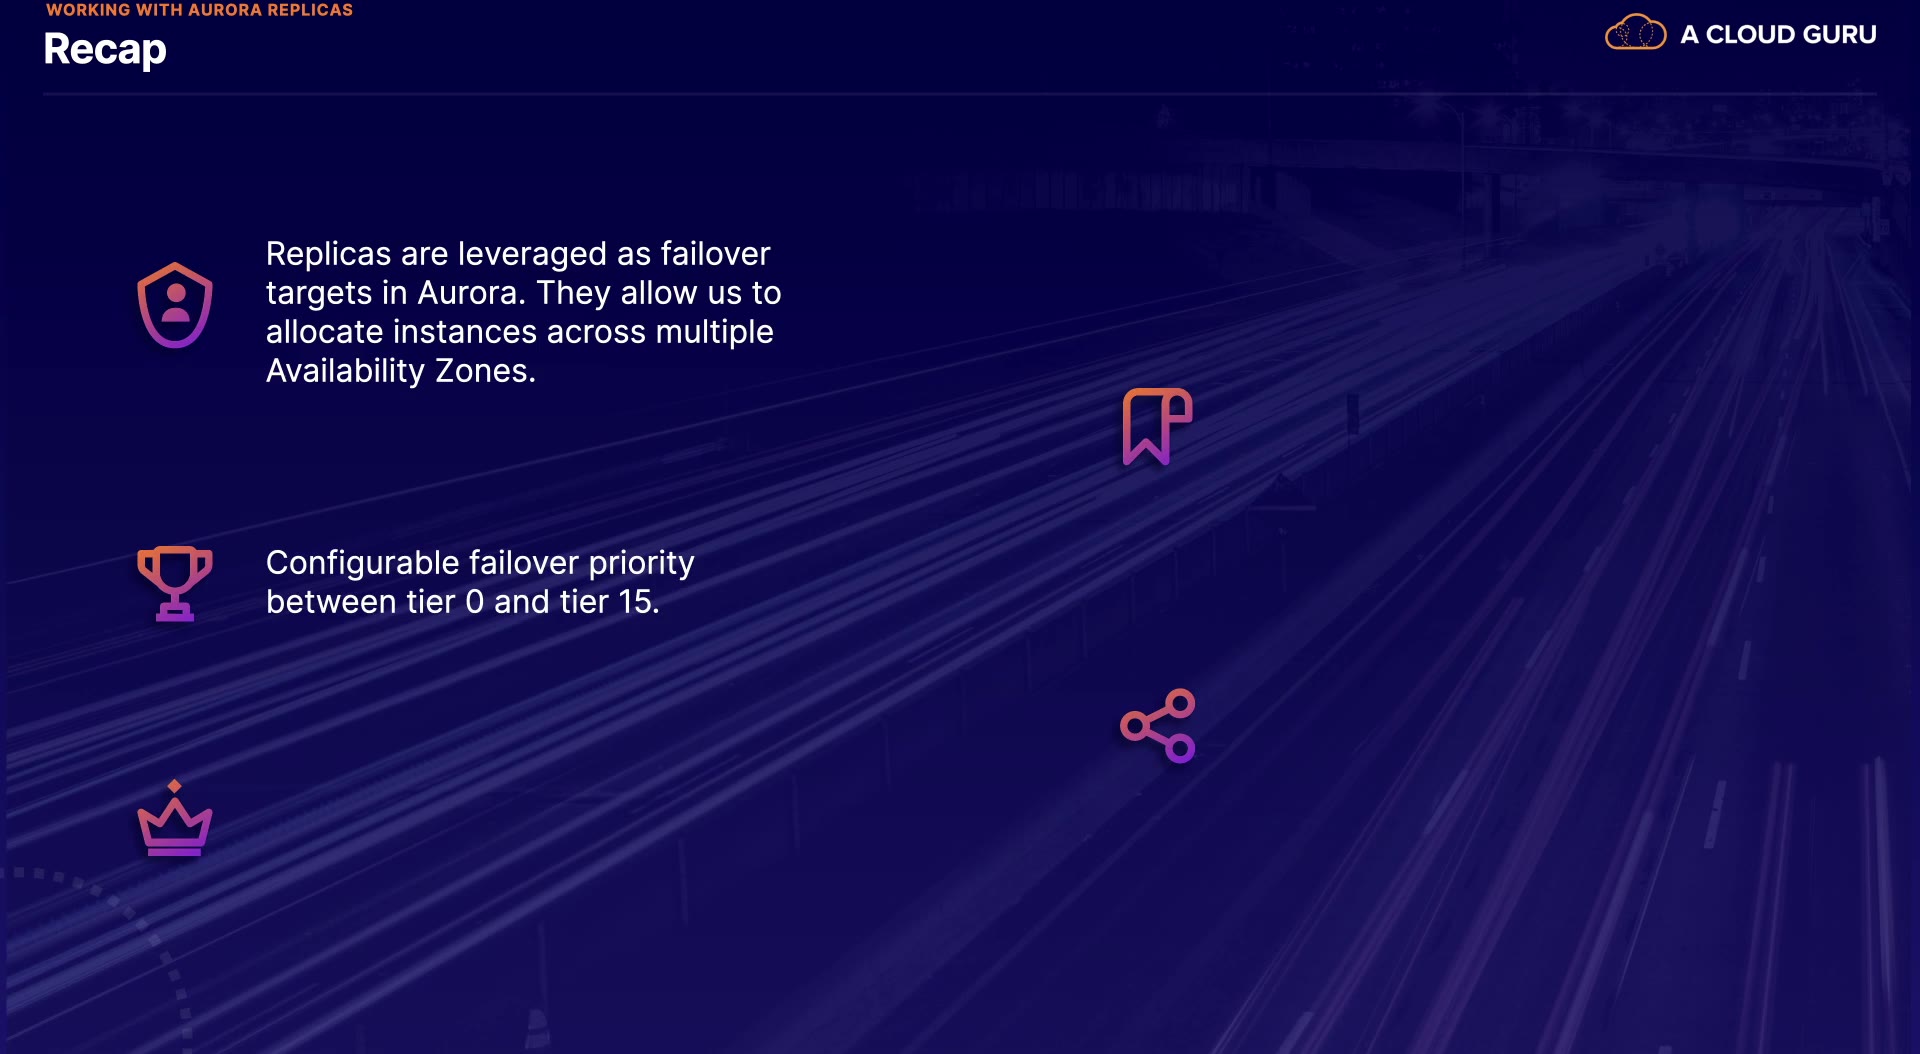 WORKING WITH AURORA REPLICAS
Recap
A CLOUD GURU
Replicas are leveraged as failover
targets in Aurora. They allow us to
allocate instances across multiple
Availability Zones.
Configurable failover priority
between tier 0 and tier 15.